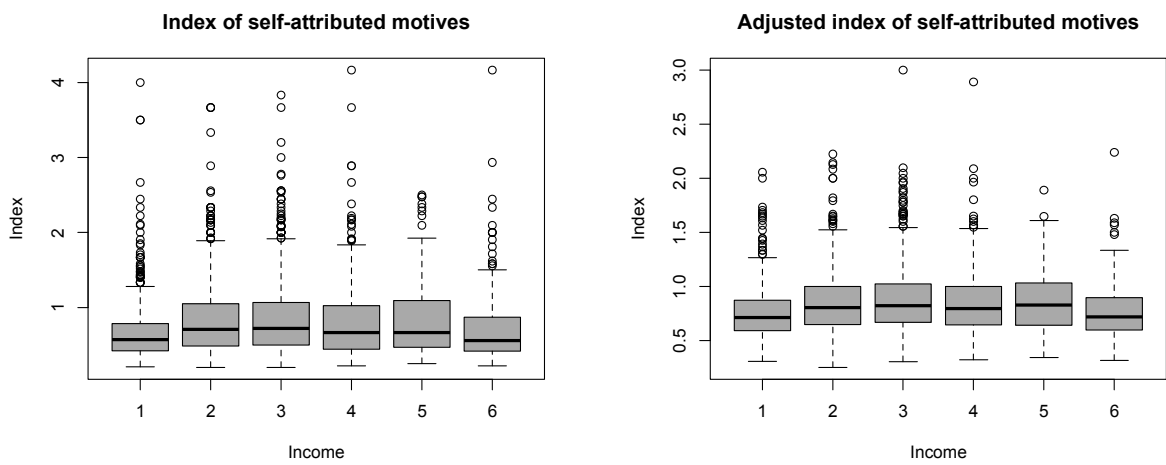 Index of self-attributed motives
Index
4
3
2
1
1 2 3 4 5 6
Income
Adjusted index of self-attributed motives
Index
3.0
2.5
2.0
1.5
1.0
0.5
1 2 3 4 5 6
Income